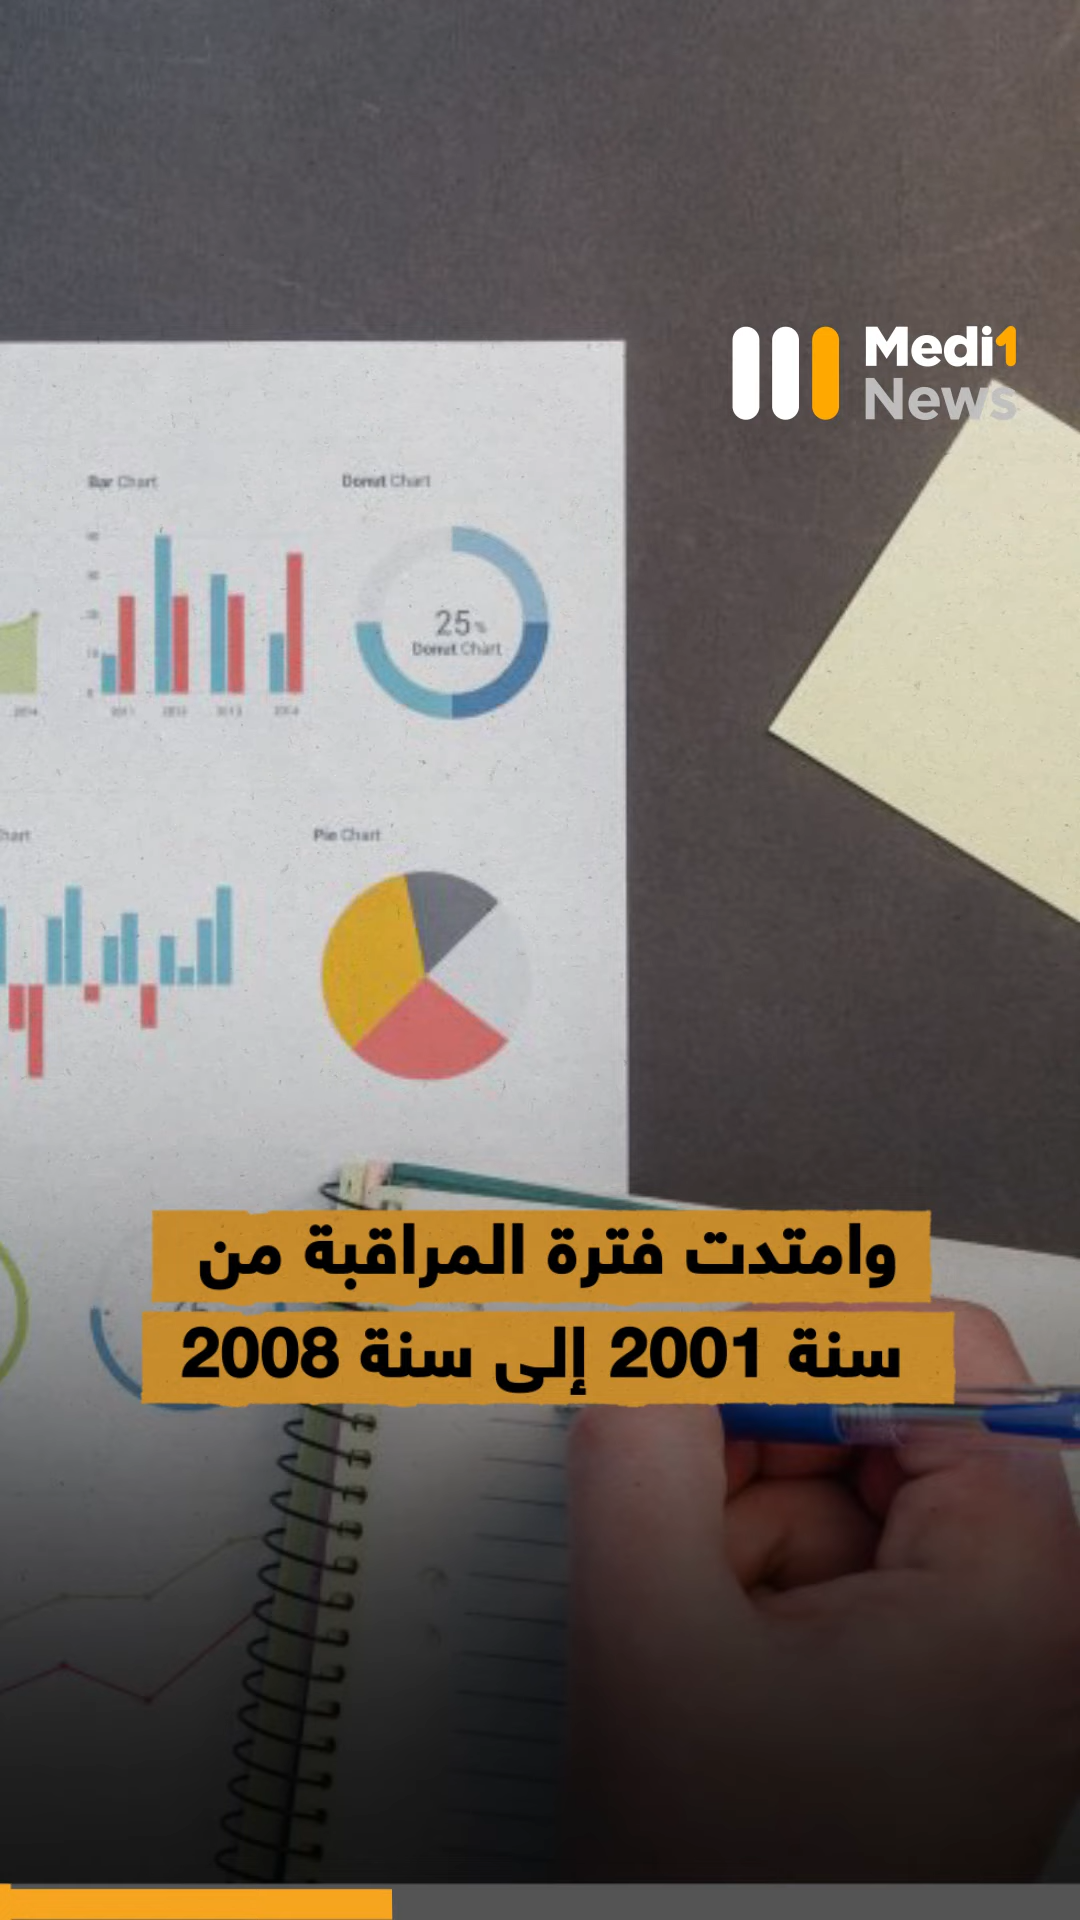 Medi1
News
Bar Chart
Donut Chart
25%
Donut Chart
Pie Chart
وامتدت فترة المراقبة من
سنة 2001 إلى سنة 2008